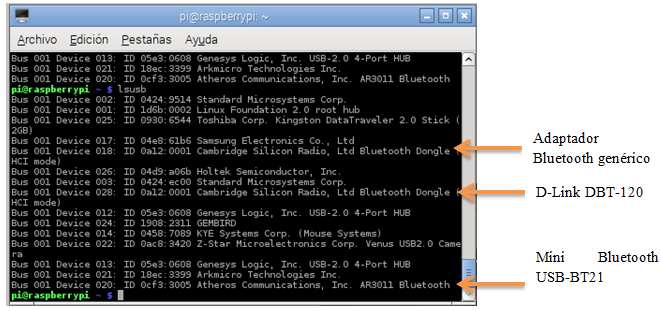 pi@raspberrypi: ~
Archivo Edición Pestañas Ayuda
Bus 001 Device 013: ID 05e3:0608 Genesys Logic, Inc. USB-2.0 4-Port HUB
Bus 001 Device 021: ID 18ec:3399 Arkmicro Technologies Inc.
Bus 001 Device 020: ID 0cf3:3005 Atheros Communications, Inc. AR3011 Bluetooth
pi@raspberrypi ~ $ lsusb
Bus 001 Device 002: ID 0424:9514 Standard Microsystems Corp.
Bus 001 Device 001: ID 1d6b:0002 Linux Foundation 2.0 root hub
Bus 001 Device 025: ID 0930:6544 Toshiba Corp. Kingston DataTraveler 2.0 Stick (
2GB)
Bus 001 Device 017: ID 04e8:61b6 Samsung Electronics Co., Ltd
Bus 001 Device 018: ID 0a12:0001 Cambridge Silicon Radio, Ltd Bluetooth Dongle (
HCI mode)
Bus 001 Device 026: ID 04d9:a06b Holtek Semiconductor, Inc.
Bus 001 Device 003: ID 0424:ec00 Standard Microsystems Corp.
Bus 001 Device 028: ID 0a12:0001 Cambridge Silicon Radio, Ltd Bluetooth Dongle (
HCI mode)
Bus 001 Device 012: ID 05e3:0608 Genesys Logic, Inc. USB-2.0 4-Port HUB
Bus 001 Device 024: ID 1908:2311 GEMBIRD
Bus 001 Device 014: ID 0458:7089 KYE Systems Corp. (Mouse Systems)
Bus 001 Device 022: ID 0ac8:3420 Z-Star Microelectronics Corp. Venus USB2.0 Came
ra
Bus 001 Device 013: ID 05e3:0608 Genesys Logic, Inc. USB-2.0 4-Port HUB
Bus 001 Device 021: ID 18ec:3399 Arkmicro Technologies Inc.
Bus 001 Device 020: ID 0cf3:3005 Atheros Communications, Inc. AR3011 Bluetooth
pi@raspberrypi ~ $
Adaptador
Bluetooth genérico
D-Link DBT-120
Mini Bluetooth
USB-BT21